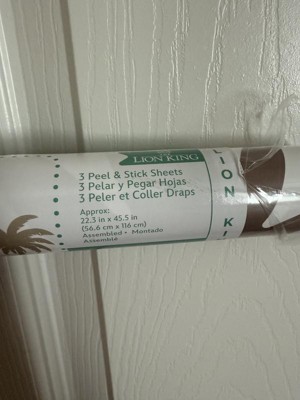 LION KING
3 Peel & Stick Sheets
3 Pelar y Pegar Hojas
3 Peler et Coller Draps
Approx:
22.3 in x 45.5 in
(56.6 cm x 116 cm)
Assembled • Montado
Assemblé
LION K